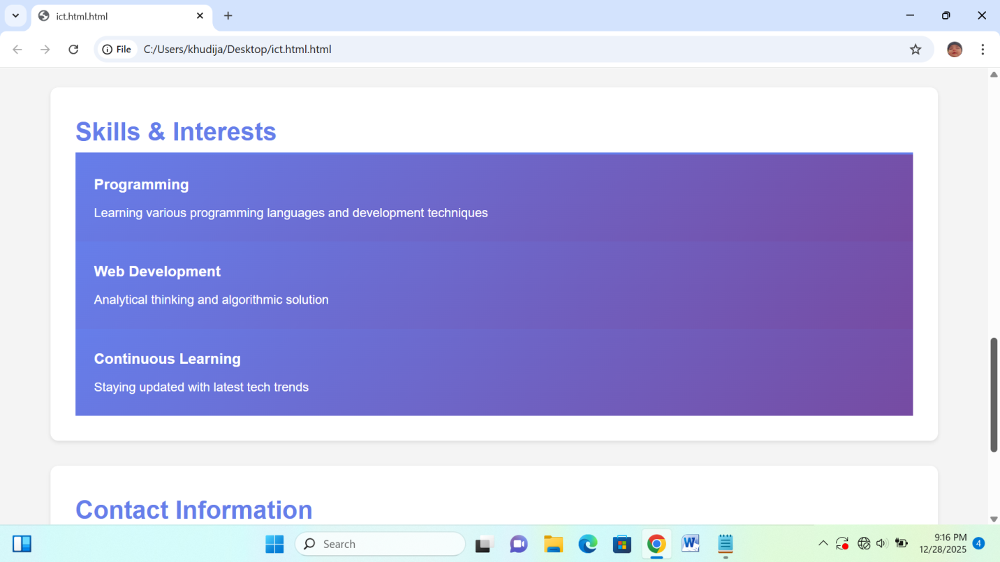 ict.html.html
File
C:/Users/khudija/Desktop/ict.html.html
Skills & Interests
Programming
Learning various programming languages and development techniques
Web Development
Analytical thinking and algorithmic solution
Continuous Learning
Staying updated with latest tech trends
Contact Information
Search
W
9:16 PM
12/28/2025
4